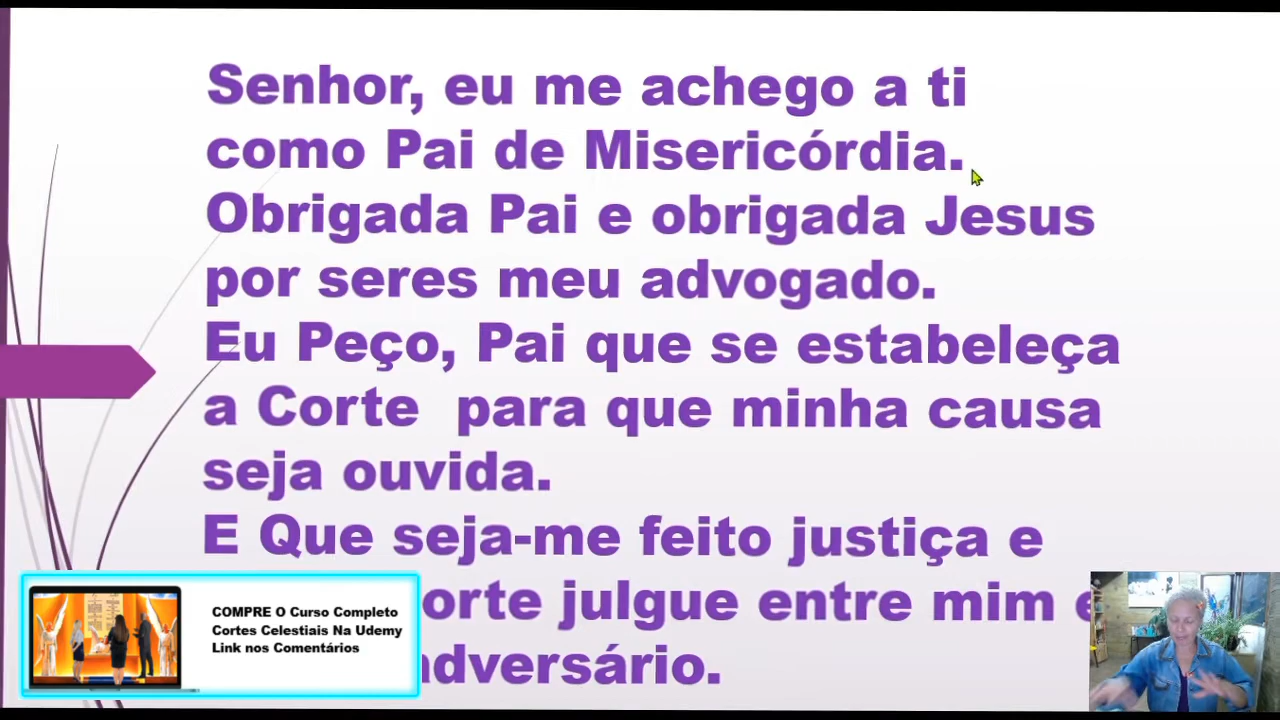 Senhor, eu me achego a ti
como Pai de Misericórdia.
Obrigada Pai e obrigada Jesus
por seres meu advogado.
Eu Peço, Pai que se estabeleça
a Corte para que minha causa
seja ouvida.
E Que seja-me feito justiça e
orte julgue entre mim e
adversário.
COMPRE O Curso Completo
Cortes Celestiais Na Udemy
Link nos Comentários